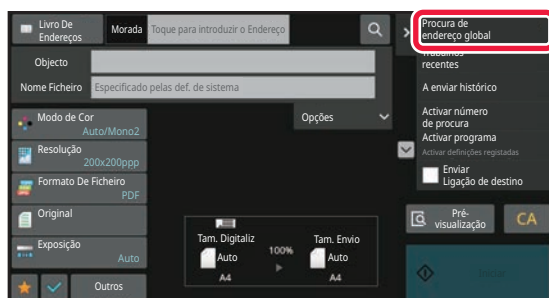 Livro De
Endereços
Morada
Toque para introduzir o Endereço
Objecto
Nome Ficheiro
Especificado pelas def. de sistema
Modo de Cor
Auto/Mono2
Resolução
200x200ppp
Formato De Ficheiro
PDF
Original
Exposição
Auto
Outros
Opções
Tam. Digitaliz
Auto
A4
100%
Tam. Envio
Auto
A4
Procura de
endereço global
Trabalhos
recentes
A enviar histórico
Activar número
de procura
Activar programa
Activar definições registadas
Enviar
Ligação de destino
Pré-
visualização
CA